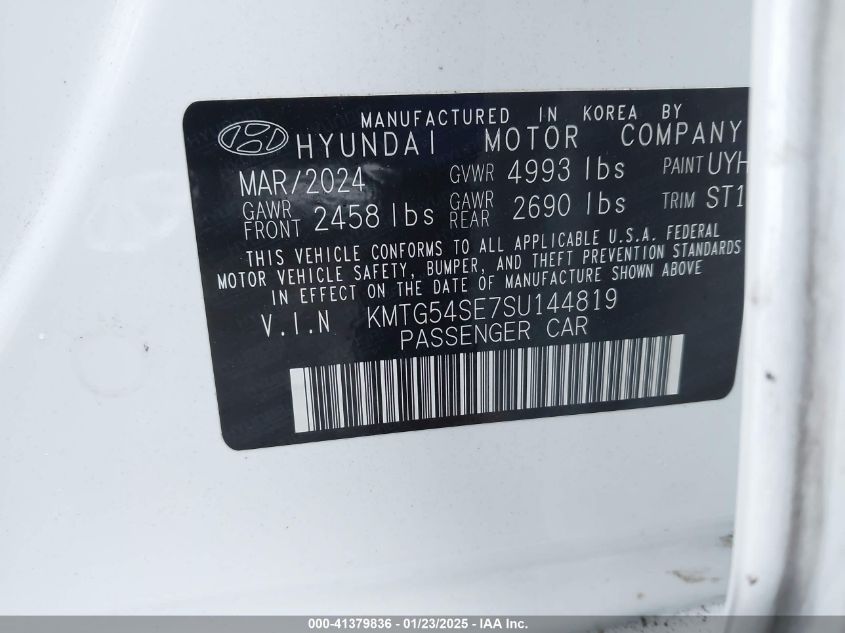 MANUFACTURED IN KOREA BY
HYUNDAI MOTOR COMPANY
MAR/2024 GVWR 4993 lbs PAINT UYH
GAWR FRONT 2458 lbs GAWR REAR 2690 lbs TRIM ST1
THIS VEHICLE CONFORMS TO ALL APPLICABLE U.S.A. FEDERAL
MOTOR VEHICLE SAFETY, BUMPER, AND THEFT PREVENTION STANDARDS
IN EFFECT ON THE DATE OF MANUFACTURE SHOWN ABOVE
V.I.N KMTG54SE7SU144819
PASSENGER CAR
000-41379836 - 01/23/2025 - IAA Inc.